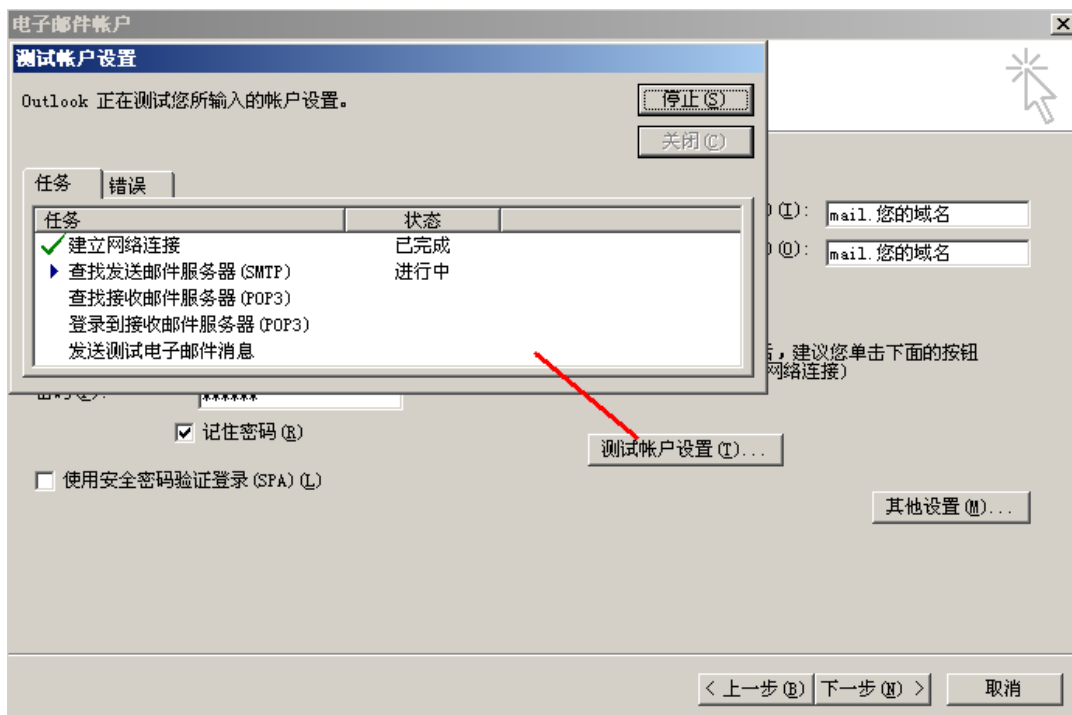 电子邮件帐户
测试帐户设置
Outlook 正在测试您所输入的帐户设置。
停止(S)
关闭(C)
任务 错误
任务 状态
建立网络连接 已完成
查找发送邮件服务器(SMTP) 进行中
查找接收邮件服务器(POP3)
登录到接收邮件服务器(POP3)
发送测试电子邮件消息
)(I): mail.您的域名
)(O): mail.您的域名
,建议您单击下面的按钮
网络连接)
******
记住密码(R)
测试帐户设置(T)...
使用安全密码验证登录(SPA)(L)
其他设置(M)...
< 上一步(B) 下一步(N) > 取消